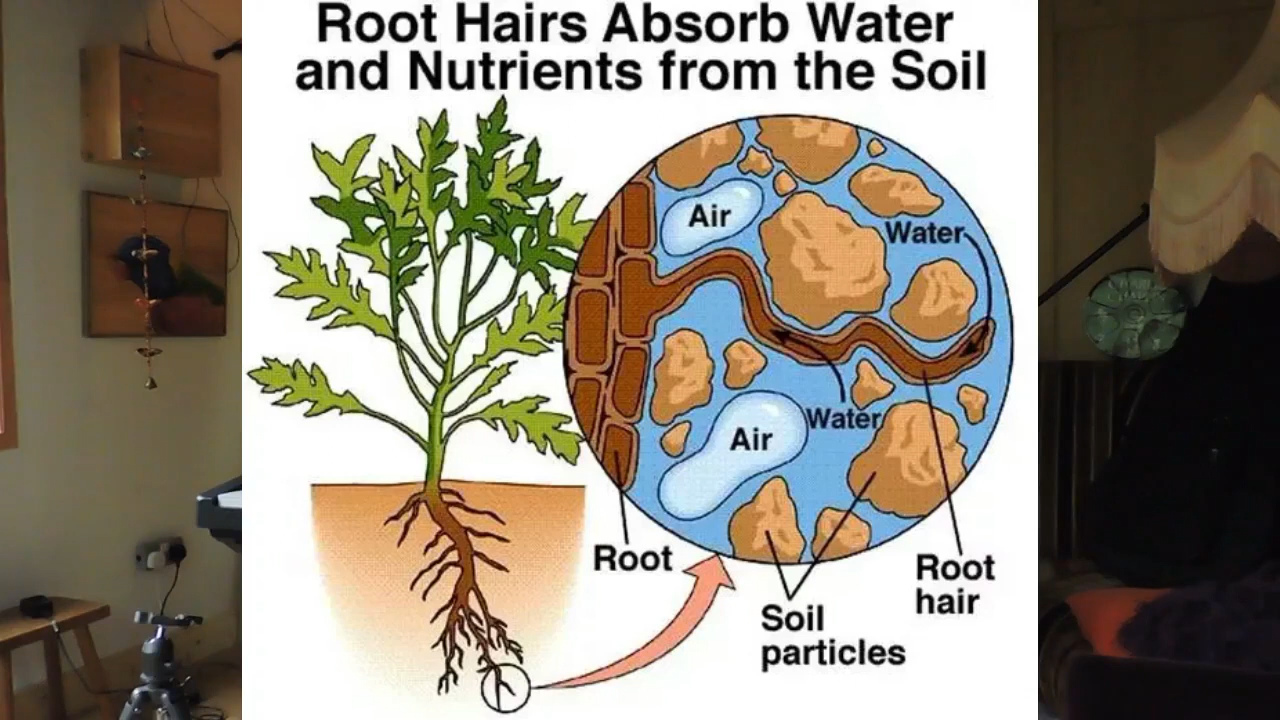 Root Hairs Absorb Water
and Nutrients from the Soil
Air
Water
Air
Water
Root
Root
hair
Soil
particles